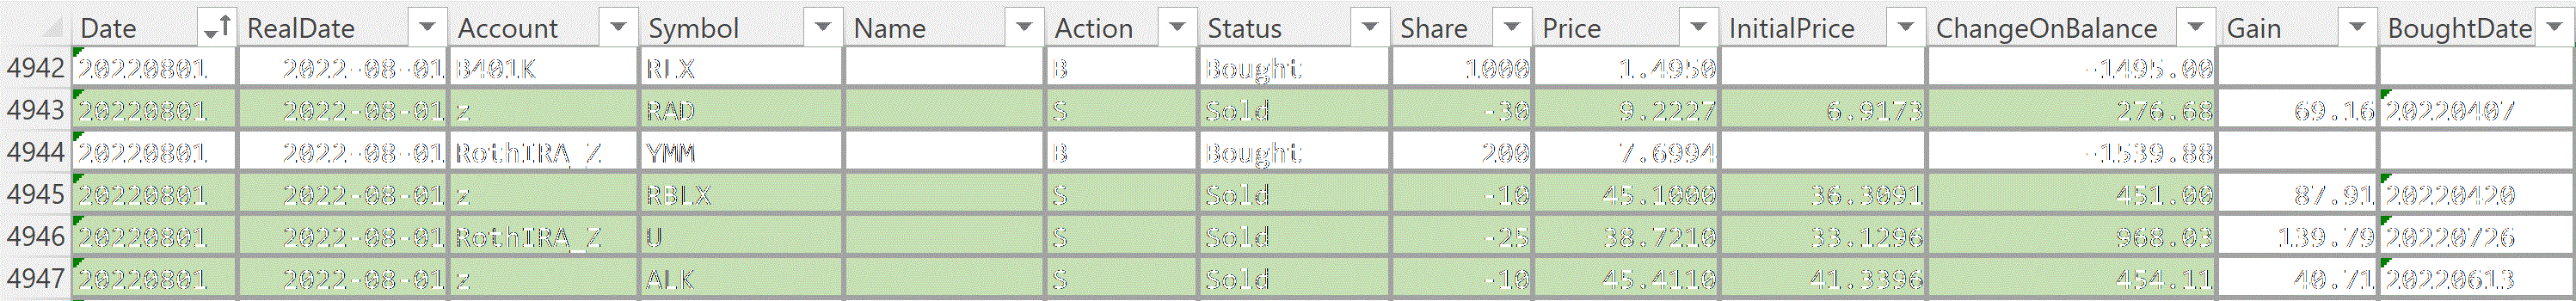 Date RealDate Account Symbol Name Action Status Share Price InitialPrice ChangeOnBalance Gain BoughtDate
4942 20220801 2022-08-01 B401K RLX B Bought 1000 1.4950 -1495.00
4943 20220801 2022-08-01 z RAD S Sold -30 9.2227 6.9173 276.68 69.16 20220407
4944 20220801 2022-08-01 RothIRA_Z YMM B Bought 200 7.6994 -1539.88
4945 20220801 2022-08-01 z RBLX S Sold -10 45.1000 36.3091 451.00 87.91 20220420
4946 20220801 2022-08-01 RothIRA_Z U S Sold -25 38.7210 33.1296 968.03 139.79 20220726
4947 20220801 2022-08-01 z ALK S Sold -10 45.4110 41.3396 454.11 40.71 20220613